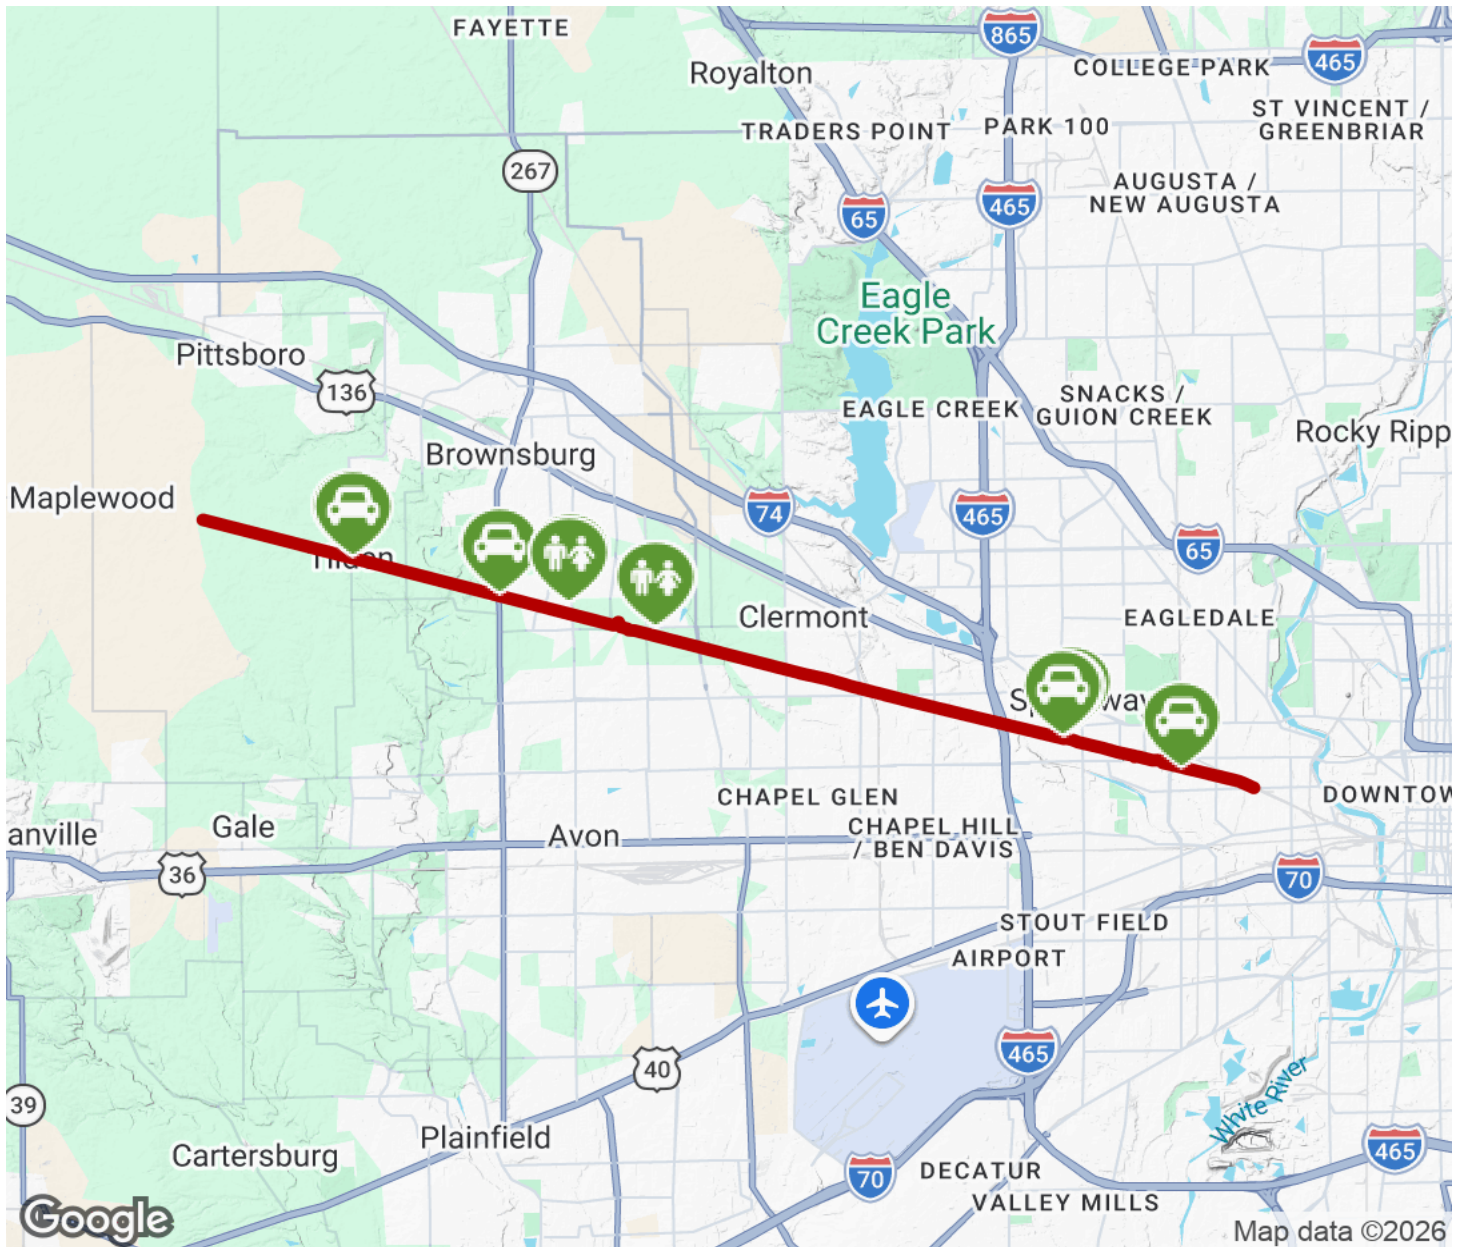 FAYETTE
865
Royalton
COLLEGE PARK
465
ST VINCENT /
GREENBRIAR
TRADERS POINT
PARK 100
267
AUGUSTA /
NEW AUGUSTA
65
465
Eagle
Creek Park
Pittsboro
136
EAGLE CREEK
SNACKS /
GUION CREEK
Rocky Ripp
Brownsburg
Maplewood
74
465
65
Clermont
EAGLEDALE
CHAPEL GLEN
DOWNTOW
anville
Gale
Avon
CHAPEL HILL
/ BEN DAVIS
36
70
STOUT FIELD
AIRPORT
465
40
White River
39
Plainfield
Cartersburg
465
70
DECATUR
VALLEY MILLS
Google
Map data ©2026